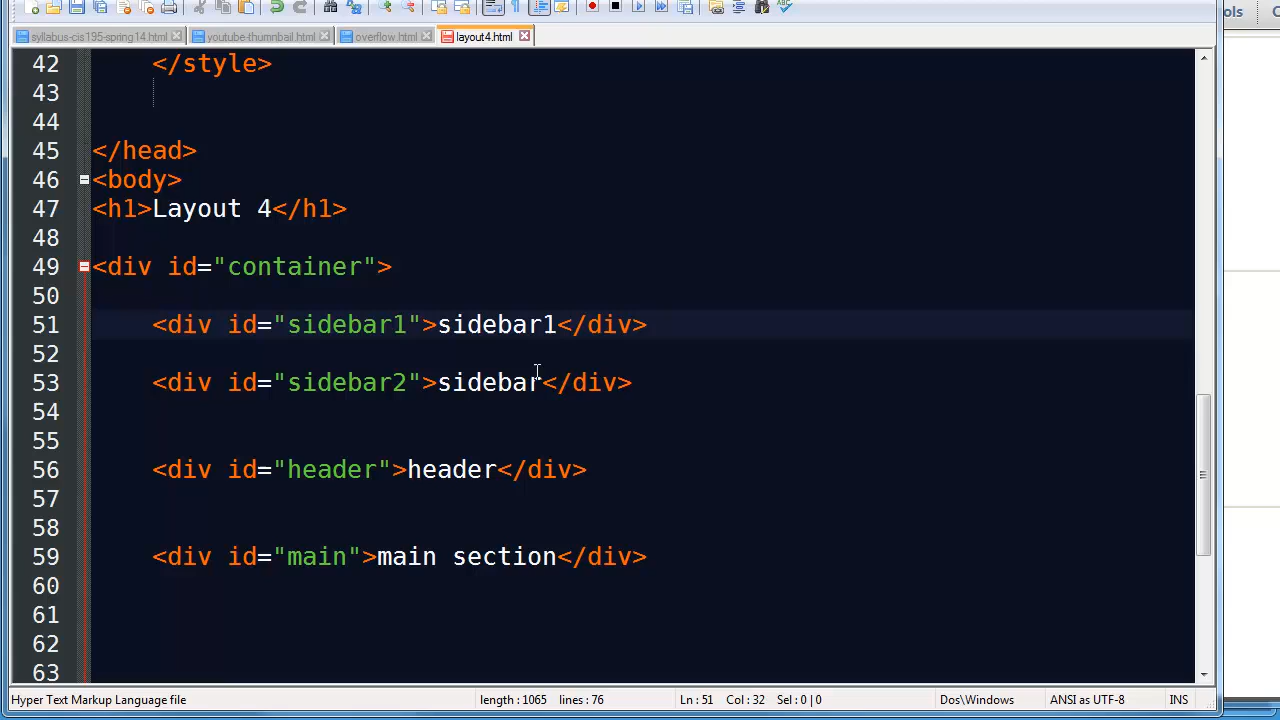 ols
syllabus-cis195-spring14.html
youtube-thumnbail.html
overflow.html
layout4.html
42 </style>
43
44
45 </head>
46 <body>
47 <h1>Layout 4</h1>
48
49 <div id="container">
50
51 <div id="sidebar1">sidebar1</div>
52
53 <div id="sidebar2">sidebar</div>
54
55
56 <div id="header">header</div>
57
58
59 <div id="main">main section</div>
60
61
62
63
Hyper Text Markup Language file length : 1065 lines : 76 Ln : 51 Col : 32 Sel : 0 | 0 Dos\Windows ANSI as UTF-8 INS